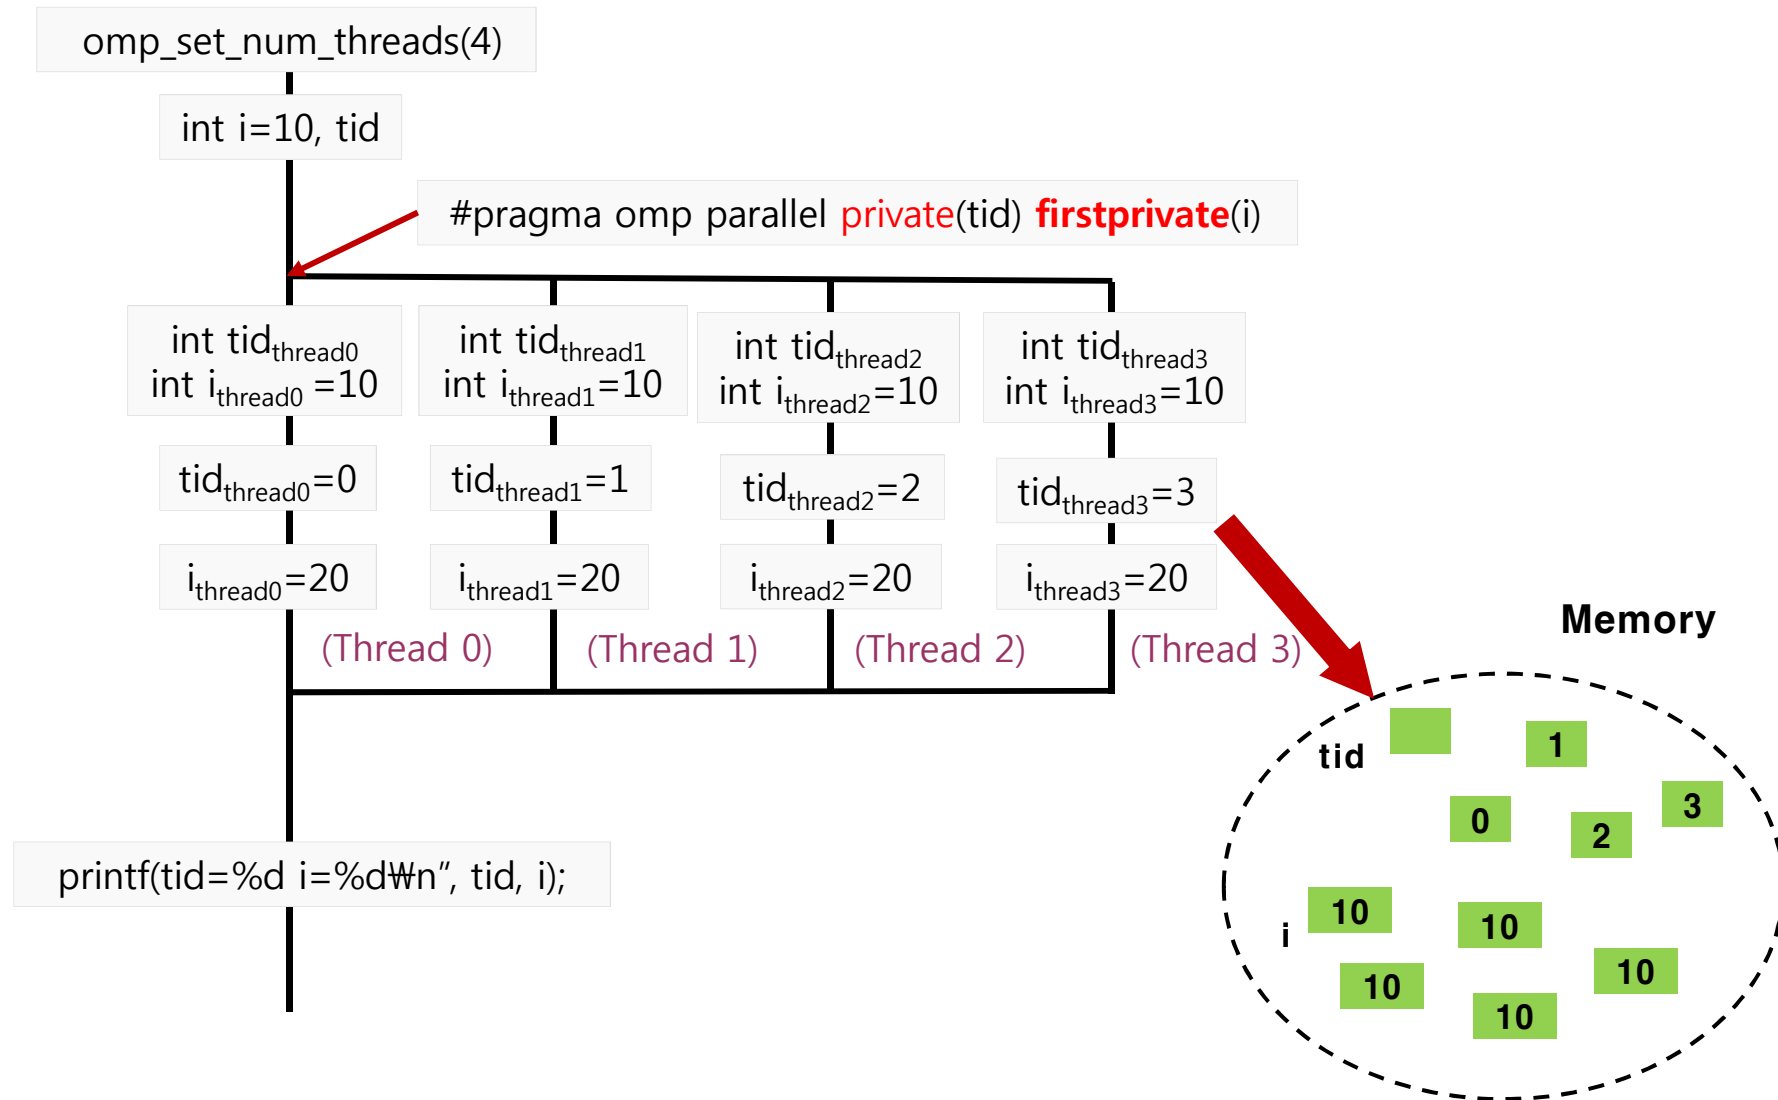 omp_set_num_threads(4)
int i=10, tid
#pragma omp parallel private(tid) firstprivate(i)
int tidthread0
int ithread0 =10
int tidthread1
int ithread1=10
int tidthread2
int ithread2=10
int tidthread3
int ithread3=10
tidthread0=0
tidthread1=1
tidthread2=2
tidthread3=3
ithread0=20
ithread1=20
ithread2=20
ithread3=20
(Thread 0)
(Thread 1)
(Thread 2)
(Thread 3)
Memory
tid
1
0
2
3
i
10
10
10
10
10
printf(tid=%d i=%d₩n”, tid, i);